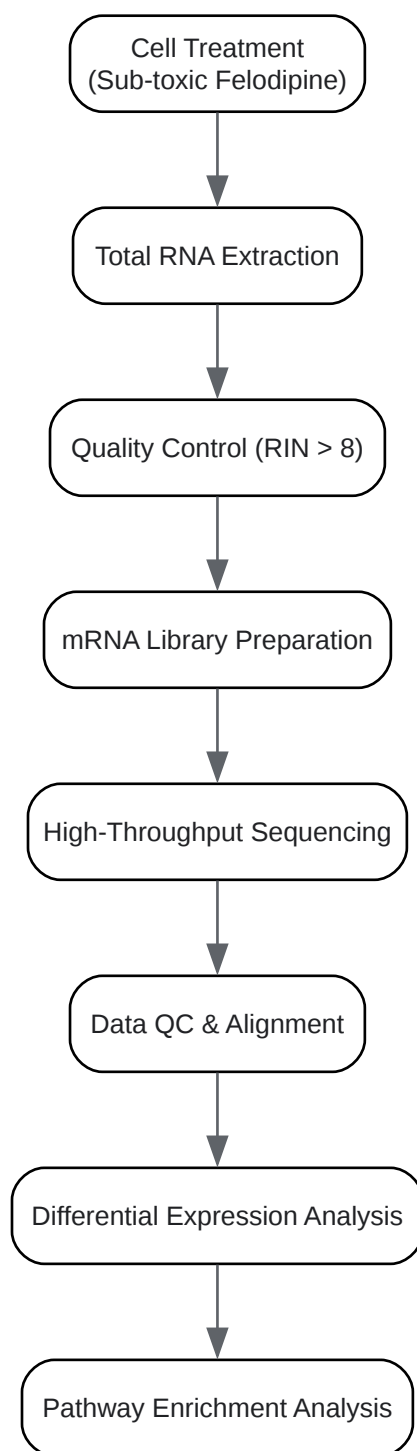 Cell Treatment
(Sub-toxic Felodipine)
Total RNA Extraction
Quality Control (RIN > 8)
mRNA Library Preparation
High-Throughput Sequencing
Data QC & Alignment
Differential Expression Analysis
Pathway Enrichment Analysis